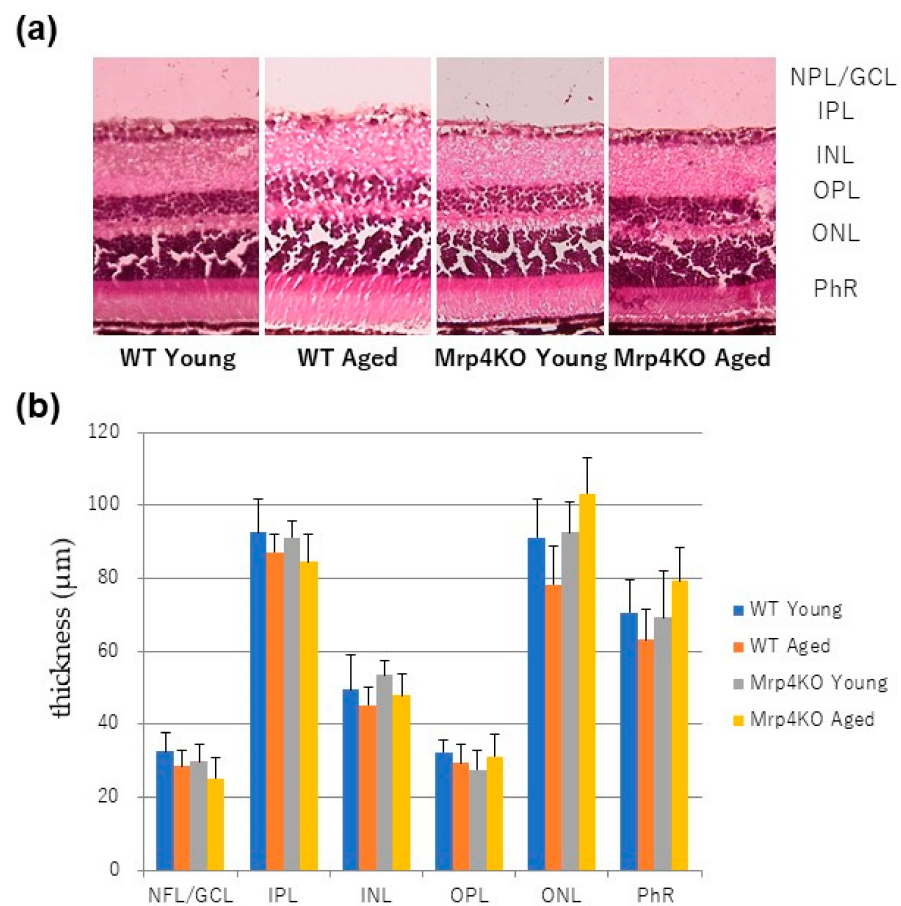 (a)
NPL/GCL
IPL
INL
OPL
ONL
PhR
WT Young WT Aged Mrp4KO Young Mrp4KO Aged
(b)
120
100
80
60
40
20
0
thickness (μm)
NFL/GCL IPL INL OPL ONL PhR
WT Young
WT Aged
Mrp4KO Young
Mrp4KO Aged